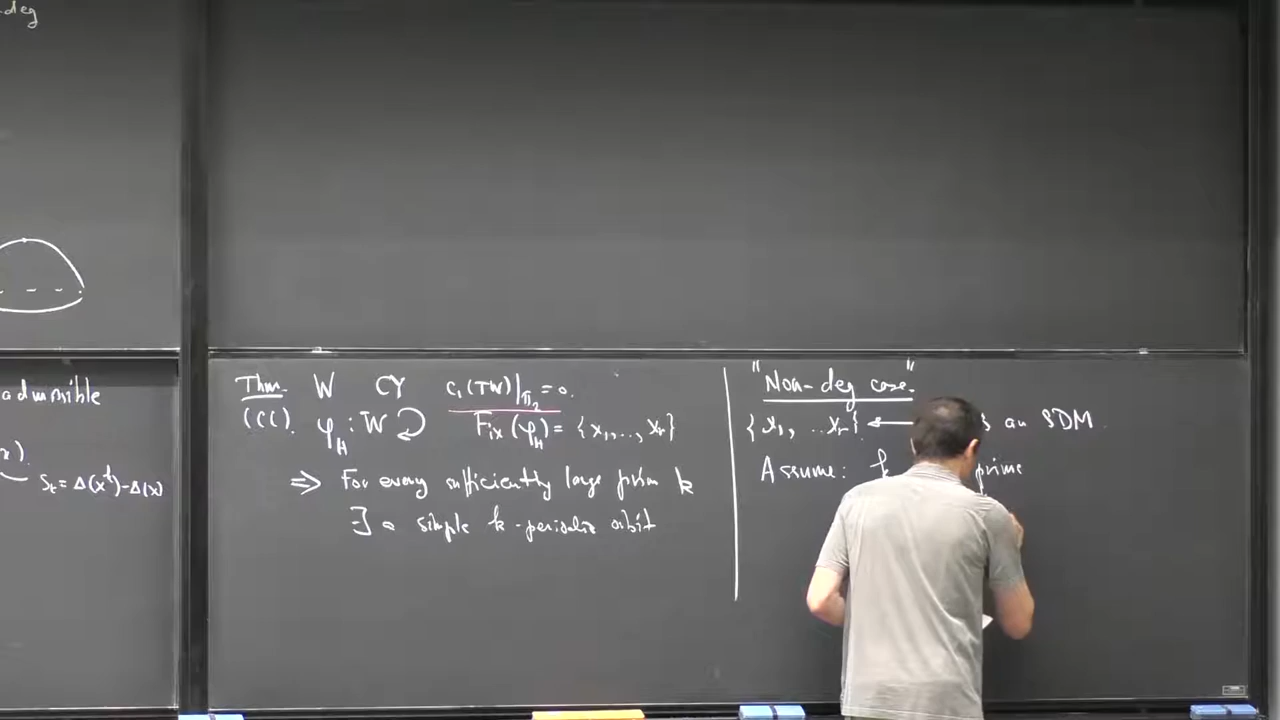 -deg
admissible
x).
S_t = Δ(x^t) - Δ(x)
Thm. W CY c₁(TW)|_{π₂} = 0.
(CC). φ_H : W ⤸ Fix(φ_H) = {x₁, ..., x_r}
⇒ For every sufficiently large prime k
∃ a simple k-periodic orbit
"Non-deg case."
{x₁, ..x_r} ← an SDM.
Assume: k prime